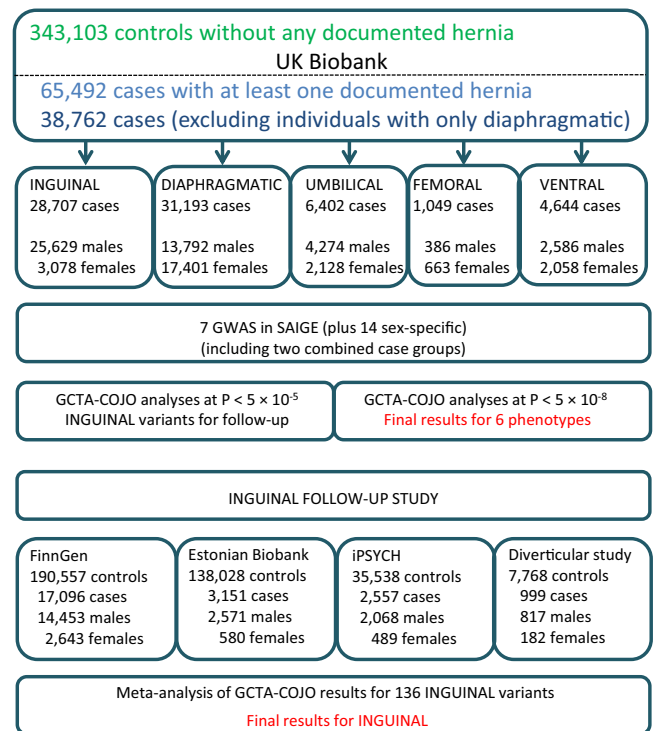 343,103 controls without any documented hernia
UK Biobank
65,492 cases with at least one documented hernia
38,762 cases (excluding individuals with only diaphragmatic)
INGUINAL
28,707 cases
25,629 males
3,078 females
DIAPHRAGMATIC
31,193 cases
13,792 males
17,401 females
UMBILICAL
6,402 cases
4,274 males
2,128 females
FEMORAL
1,049 cases
386 males
663 females
VENTRAL
4,644 cases
2,586 males
2,058 females
7 GWAS in SAIGE (plus 14 sex-specific)
(including two combined case groups)
GCTA-COJO analyses at P < 5 × 10⁻⁵
INGUINAL variants for follow-up
GCTA-COJO analyses at P < 5 × 10⁻⁸
Final results for 6 phenotypes
INGUINAL FOLLOW-UP STUDY
FinnGen
190,557 controls
17,096 cases
14,453 males
2,643 females
Estonian Biobank
138,028 controls
3,151 cases
2,571 males
580 females
iPSYCH
35,538 controls
2,557 cases
2,068 males
489 females
Diverticular study
7,768 controls
999 cases
817 males
182 females
Meta-analysis of GCTA-COJO results for 136 INGUINAL variants
Final results for INGUINAL